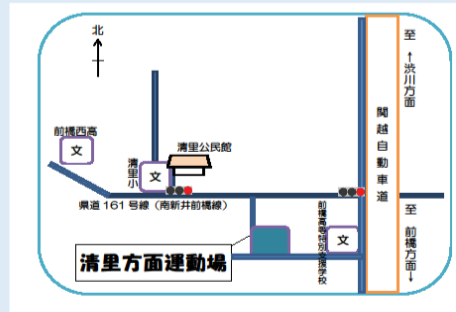 北
至
↑渋川方面
関越自動車道
前橋西高
文
清里公民館
清里小
文
県道161号線(南新井前橋線)
前橋高等特別支援学校
文
至
前橋方面↓
清里方面運動場